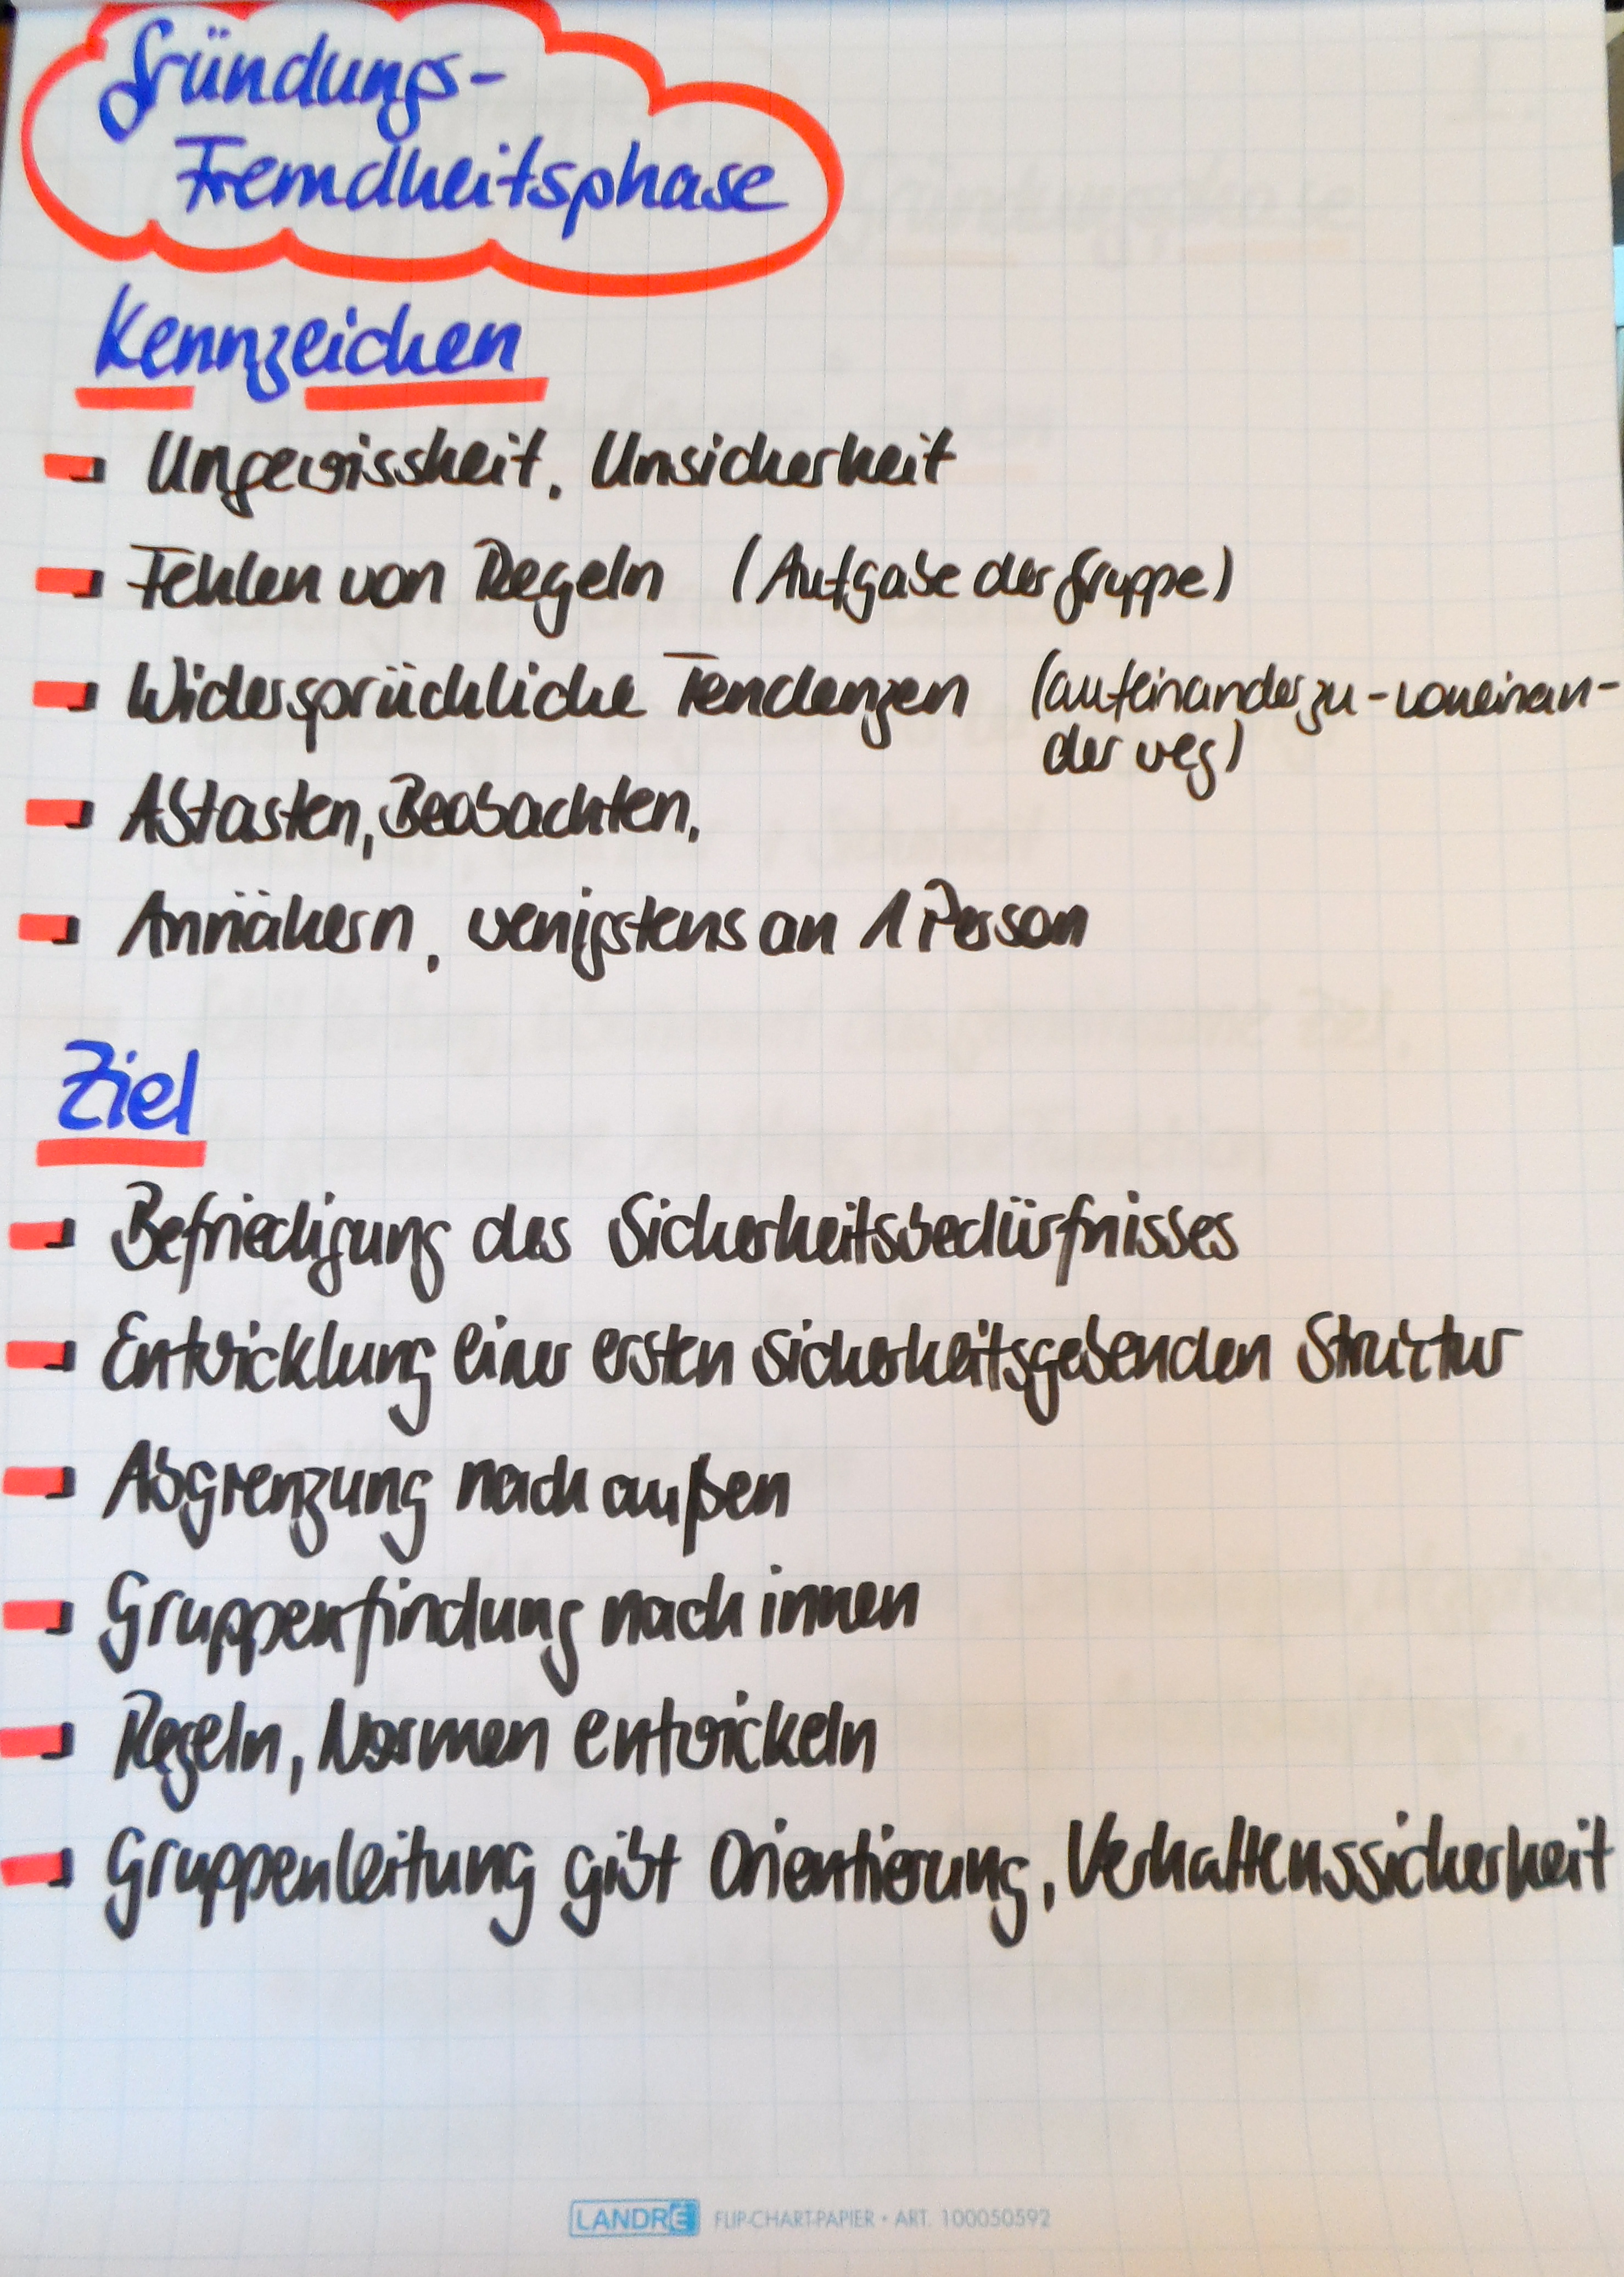 Gründungs-
Fremdheitsphase
Kennzeichen
Ungewissheit, Unsicherheit
Fehlen von Regeln (Aufgabe der Gruppe)
Widersprüchliche Tendenzen (aufeinander zu - voneinan-
der weg)
Abtasten, Beobachten,
Annähern, wenigstens an 1 Person
Ziel
Befriedigung des Sicherheitsbedürfnisses
Entwicklung einer ersten sicherheitsgebenden Struktur
Abgrenzung nach außen
Gruppenfindung nach innen
Regeln, Normen entwickeln
Gruppenleitung gibt Orientierung, Verhaltenssicherheit
LANDRÉ FLIP-CHART-PAPIER • ART. 100050592